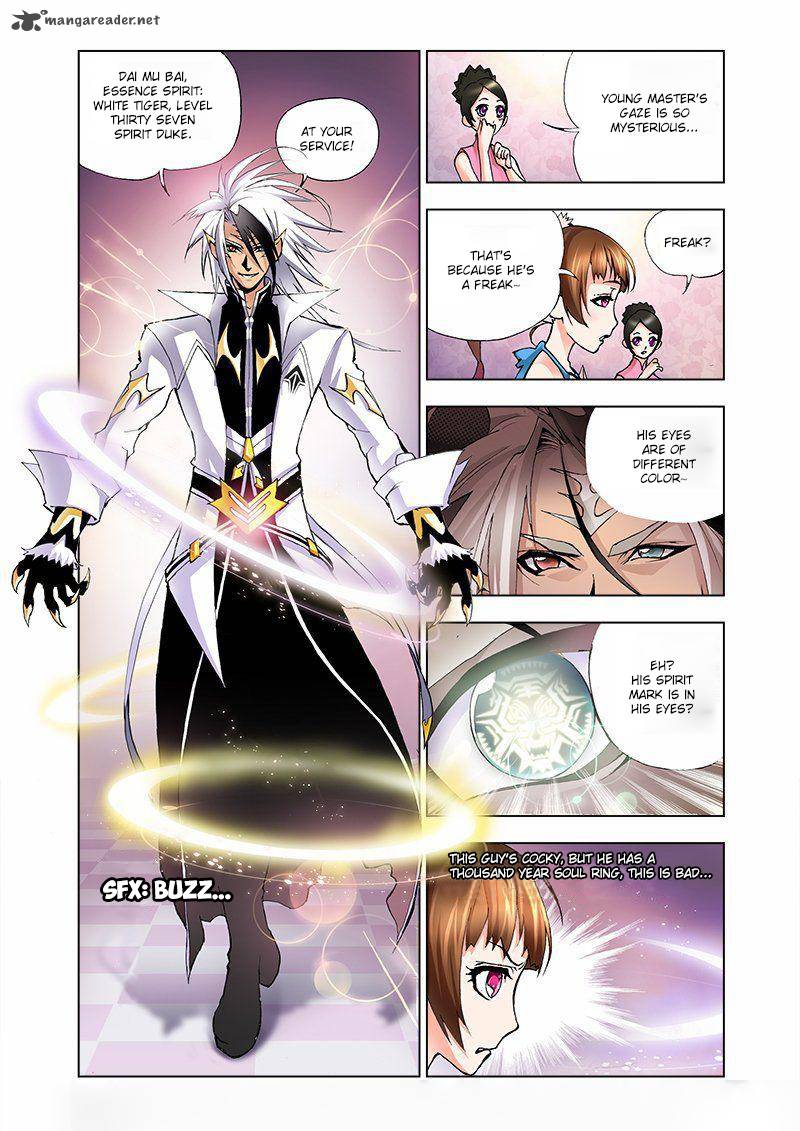 mangareader.net
DAI MU BAI,
ESSENCE SPIRIT:
WHITE TIGER, LEVEL
THIRTY SEVEN
SPIRIT DUKE.
AT YOUR
SERVICE!
YOUNG MASTER'S
GAZE IS SO
MYSTERIOUS...
THAT'S
BECAUSE HE'S
A FREAK~
FREAK?
HIS EYES
ARE OF
DIFFERENT
COLOR~
EH?
HIS SPIRIT
MARK IS IN
HIS EYES?
SFX: BUZZ...
THIS GUY'S COCKY, BUT HE HAS A
THOUSAND YEAR SOUL RING, THIS IS BAD...